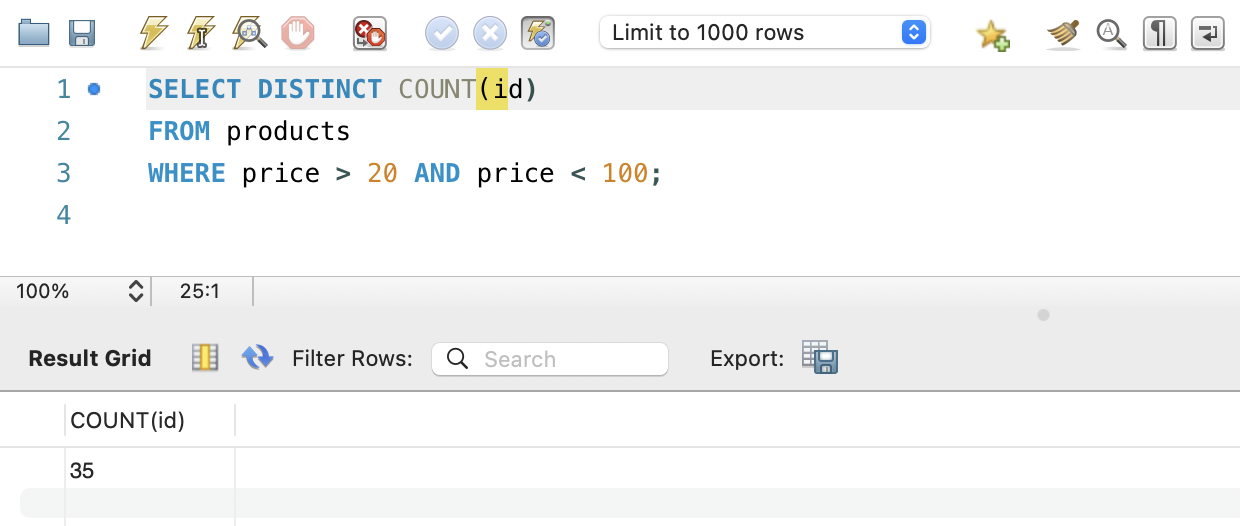 Limit to 1000 rows
1 SELECT DISTINCT COUNT(id)
2 FROM products
3 WHERE price > 20 AND price < 100;
4
100% 25:1
Result Grid Filter Rows: Search Export:
COUNT(id)
35